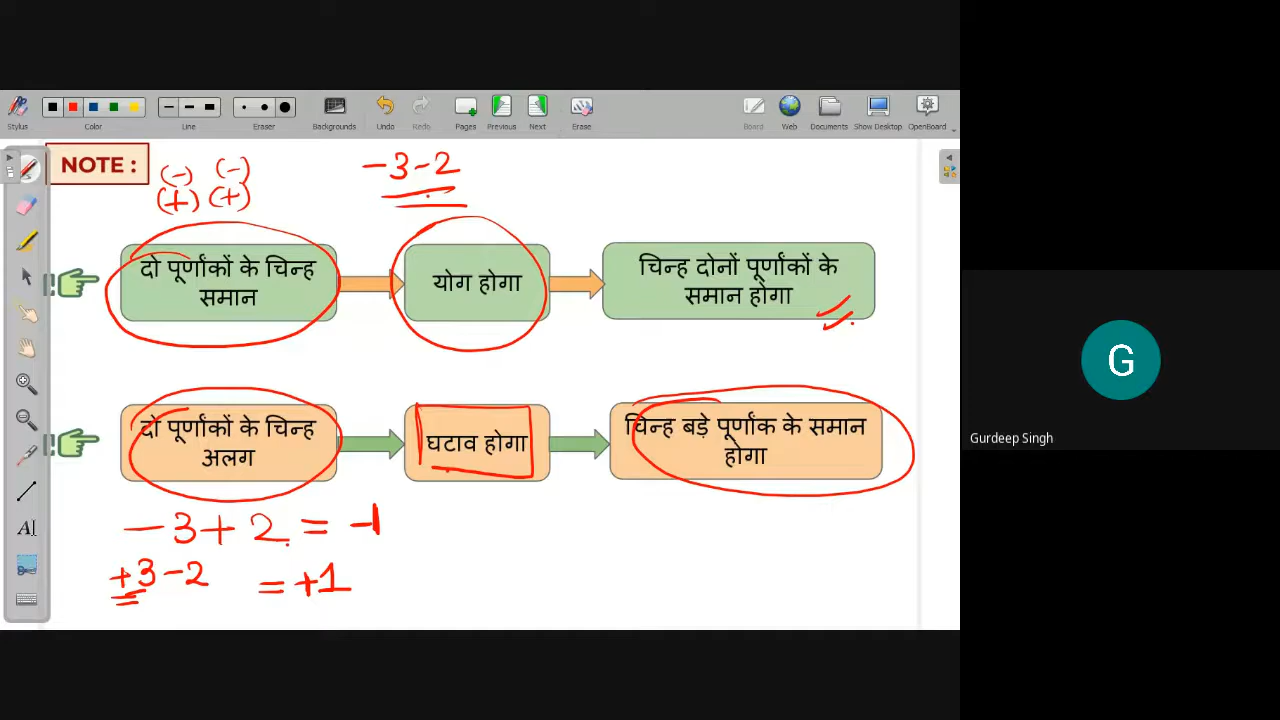 Stylus
Color
Line
Eraser
Backgrounds
Undo
Redo
Pages
Previous
Next
Erase
Board
Web
Documents
Show Desktop
OpenBoard
NOTE :
(-) (-)
(+) (+)
-3-2
दो पूर्णांकों के चिन्ह
समान
योग होगा
चिन्ह दोनों पूर्णांकों के
समान होगा
दो पूर्णांकों के चिन्ह
अलग
घटाव होगा
चिन्ह बड़े पूर्णांक के समान
होगा
-3+2 = -1
+3-2 = +1
G
Gurdeep Singh